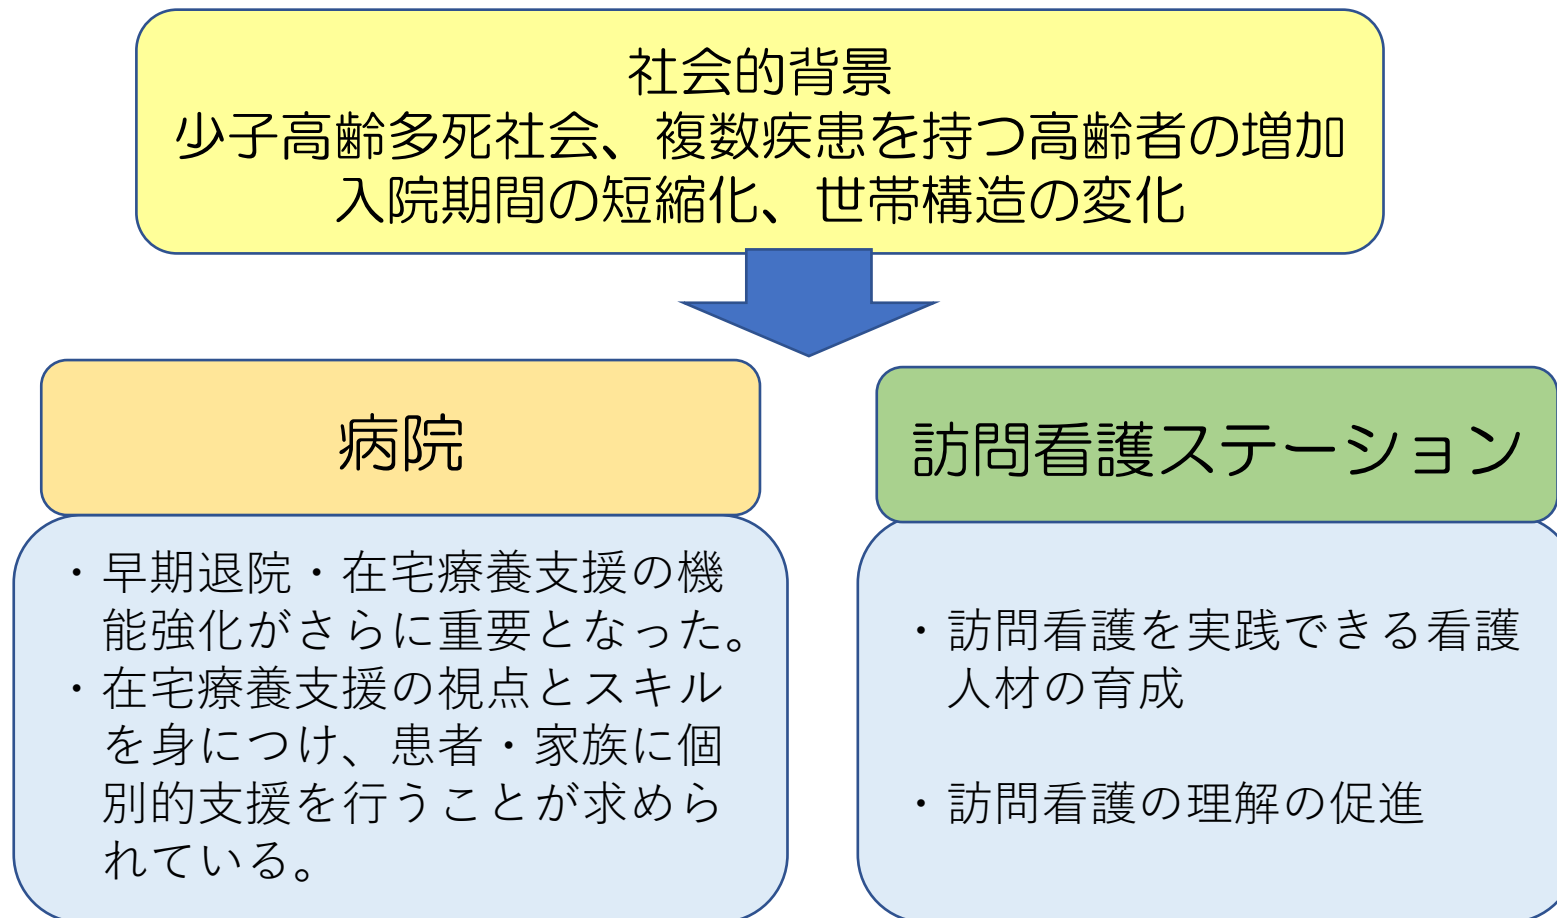 社会的背景
少子高齢多死社会、複数疾患を持つ高齢者の増加
入院期間の短縮化、世帯構造の変化
病院
・早期退院・在宅療養支援の機
能強化がさらに重要となった。
・在宅療養支援の視点とスキル
を身につけ、患者・家族に個
別的支援を行うことが求めら
れている。
訪問看護ステーション
・訪問看護を実践できる看護
人材の育成
・訪問看護の理解の促進